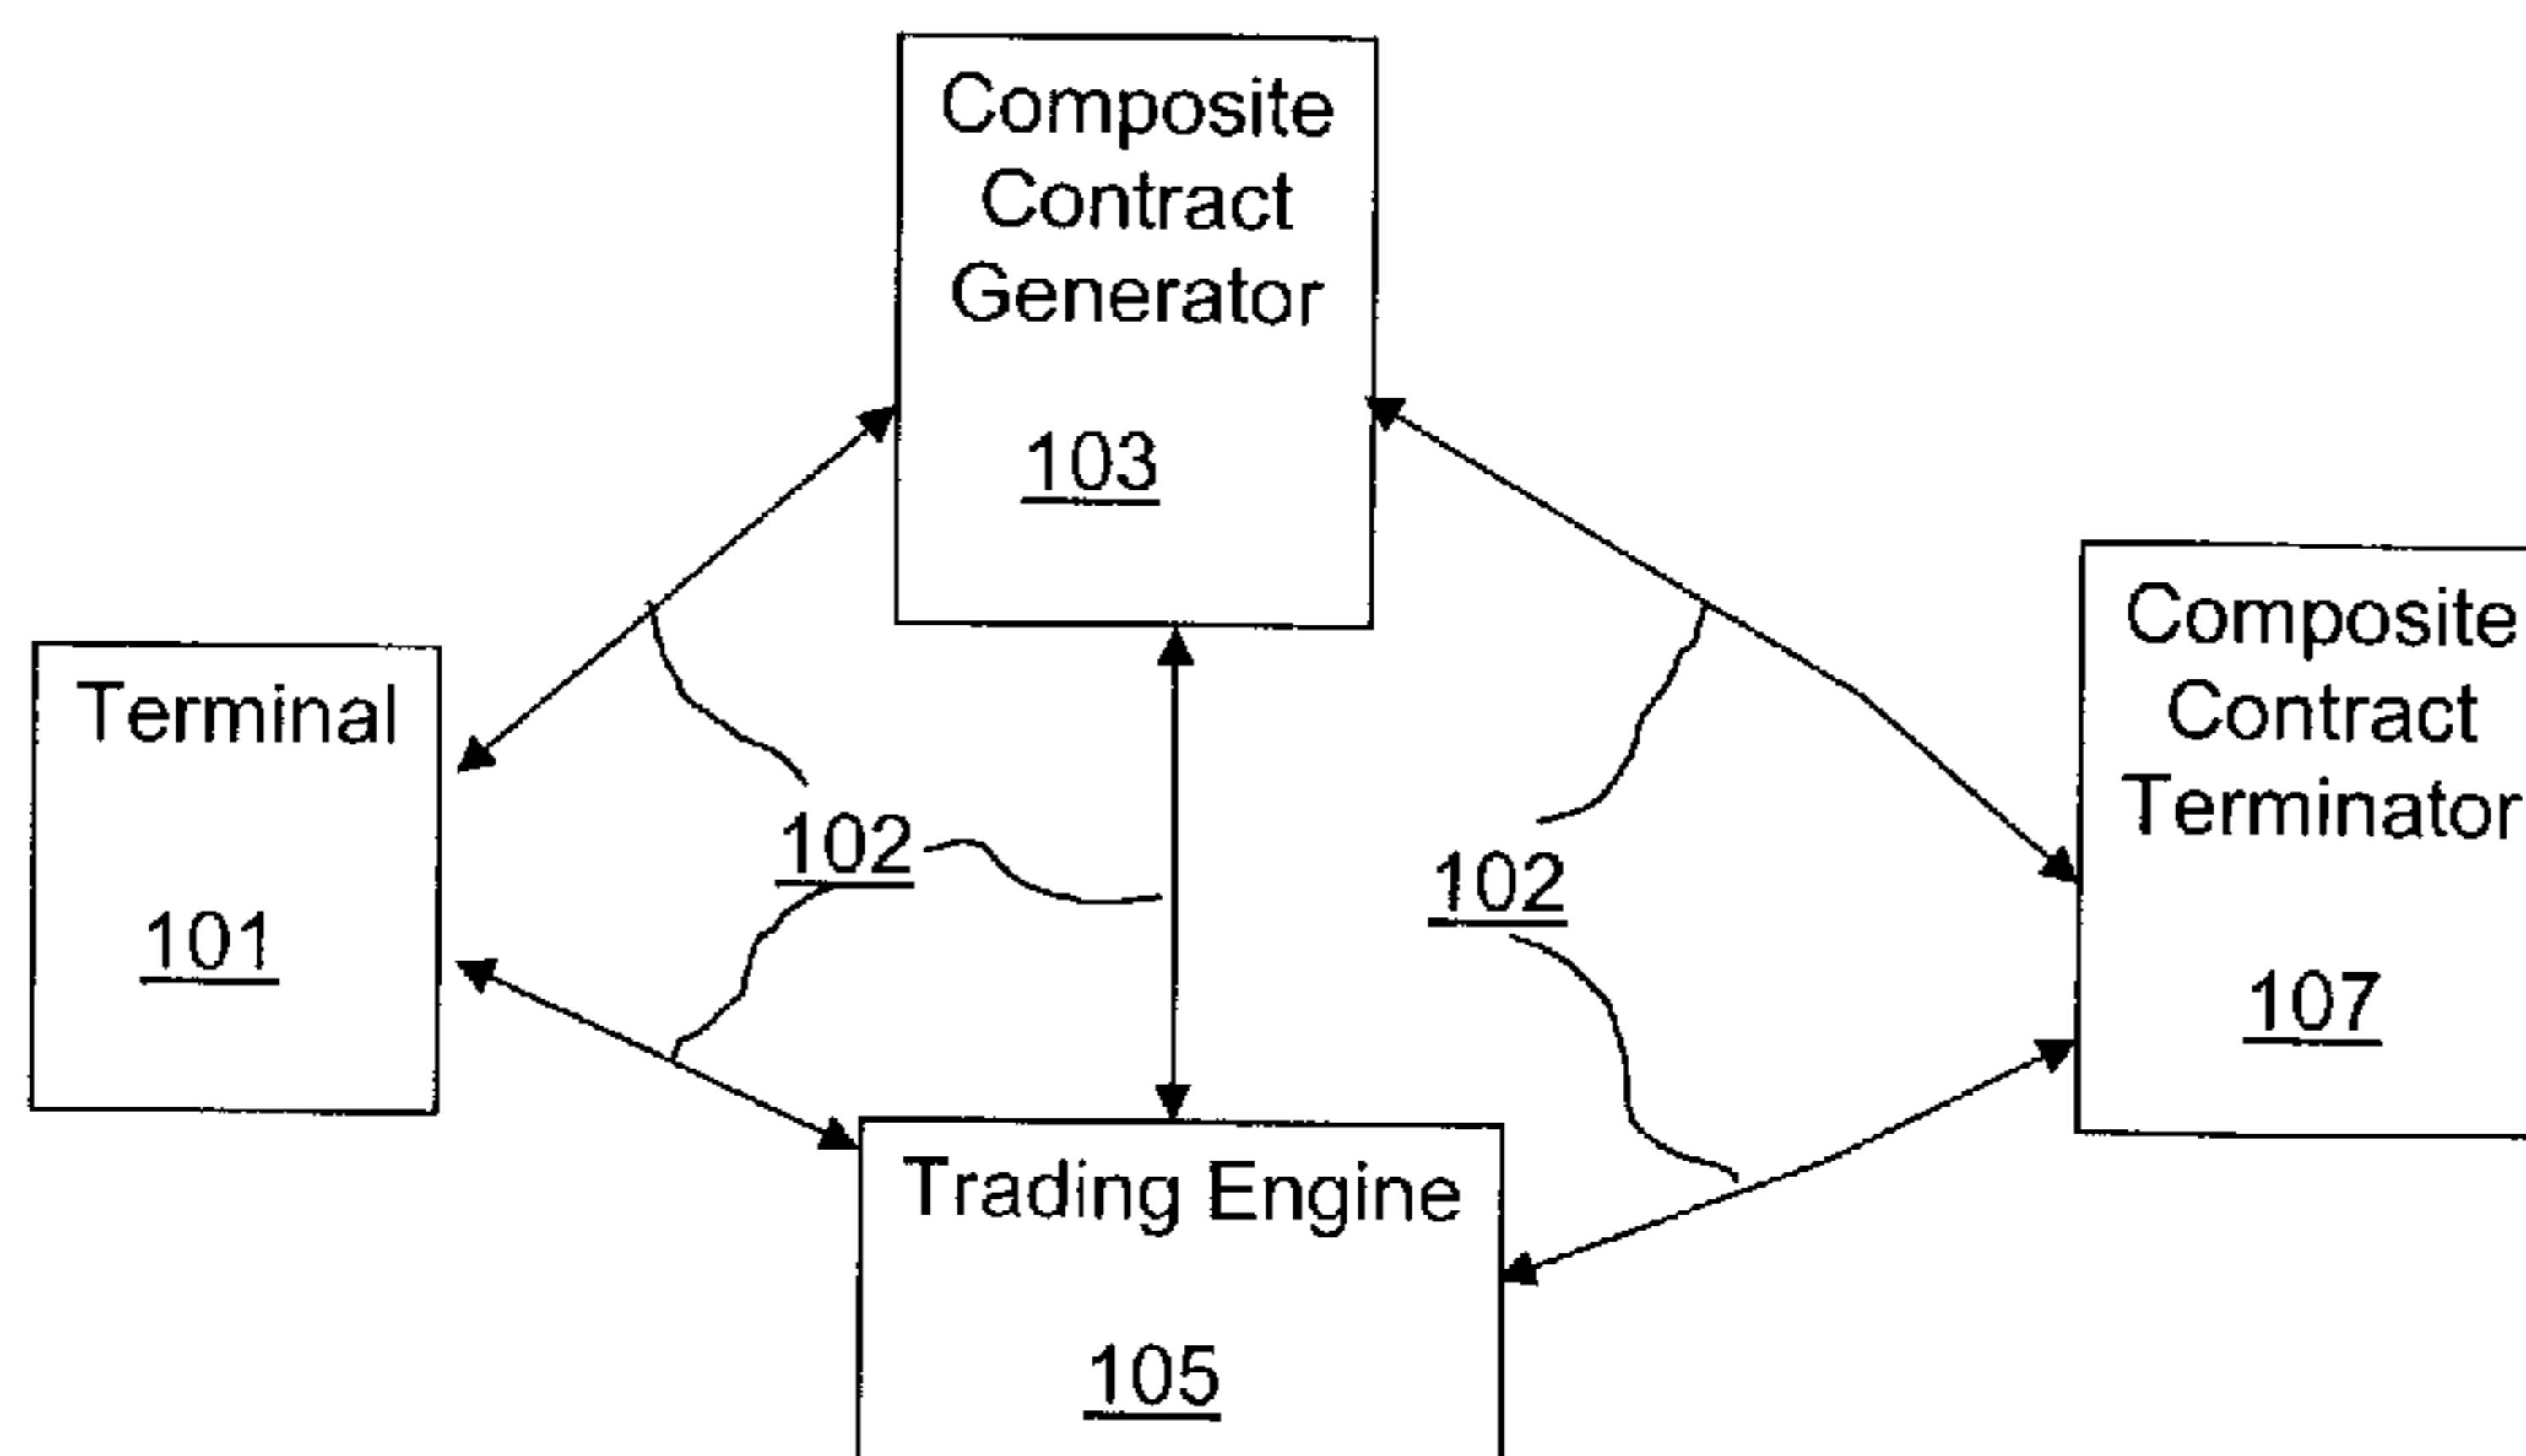 Composite
Contract
Generator
103
Terminal
101
102
102
Composite
Contract
Terminator
107
Trading Engine
105